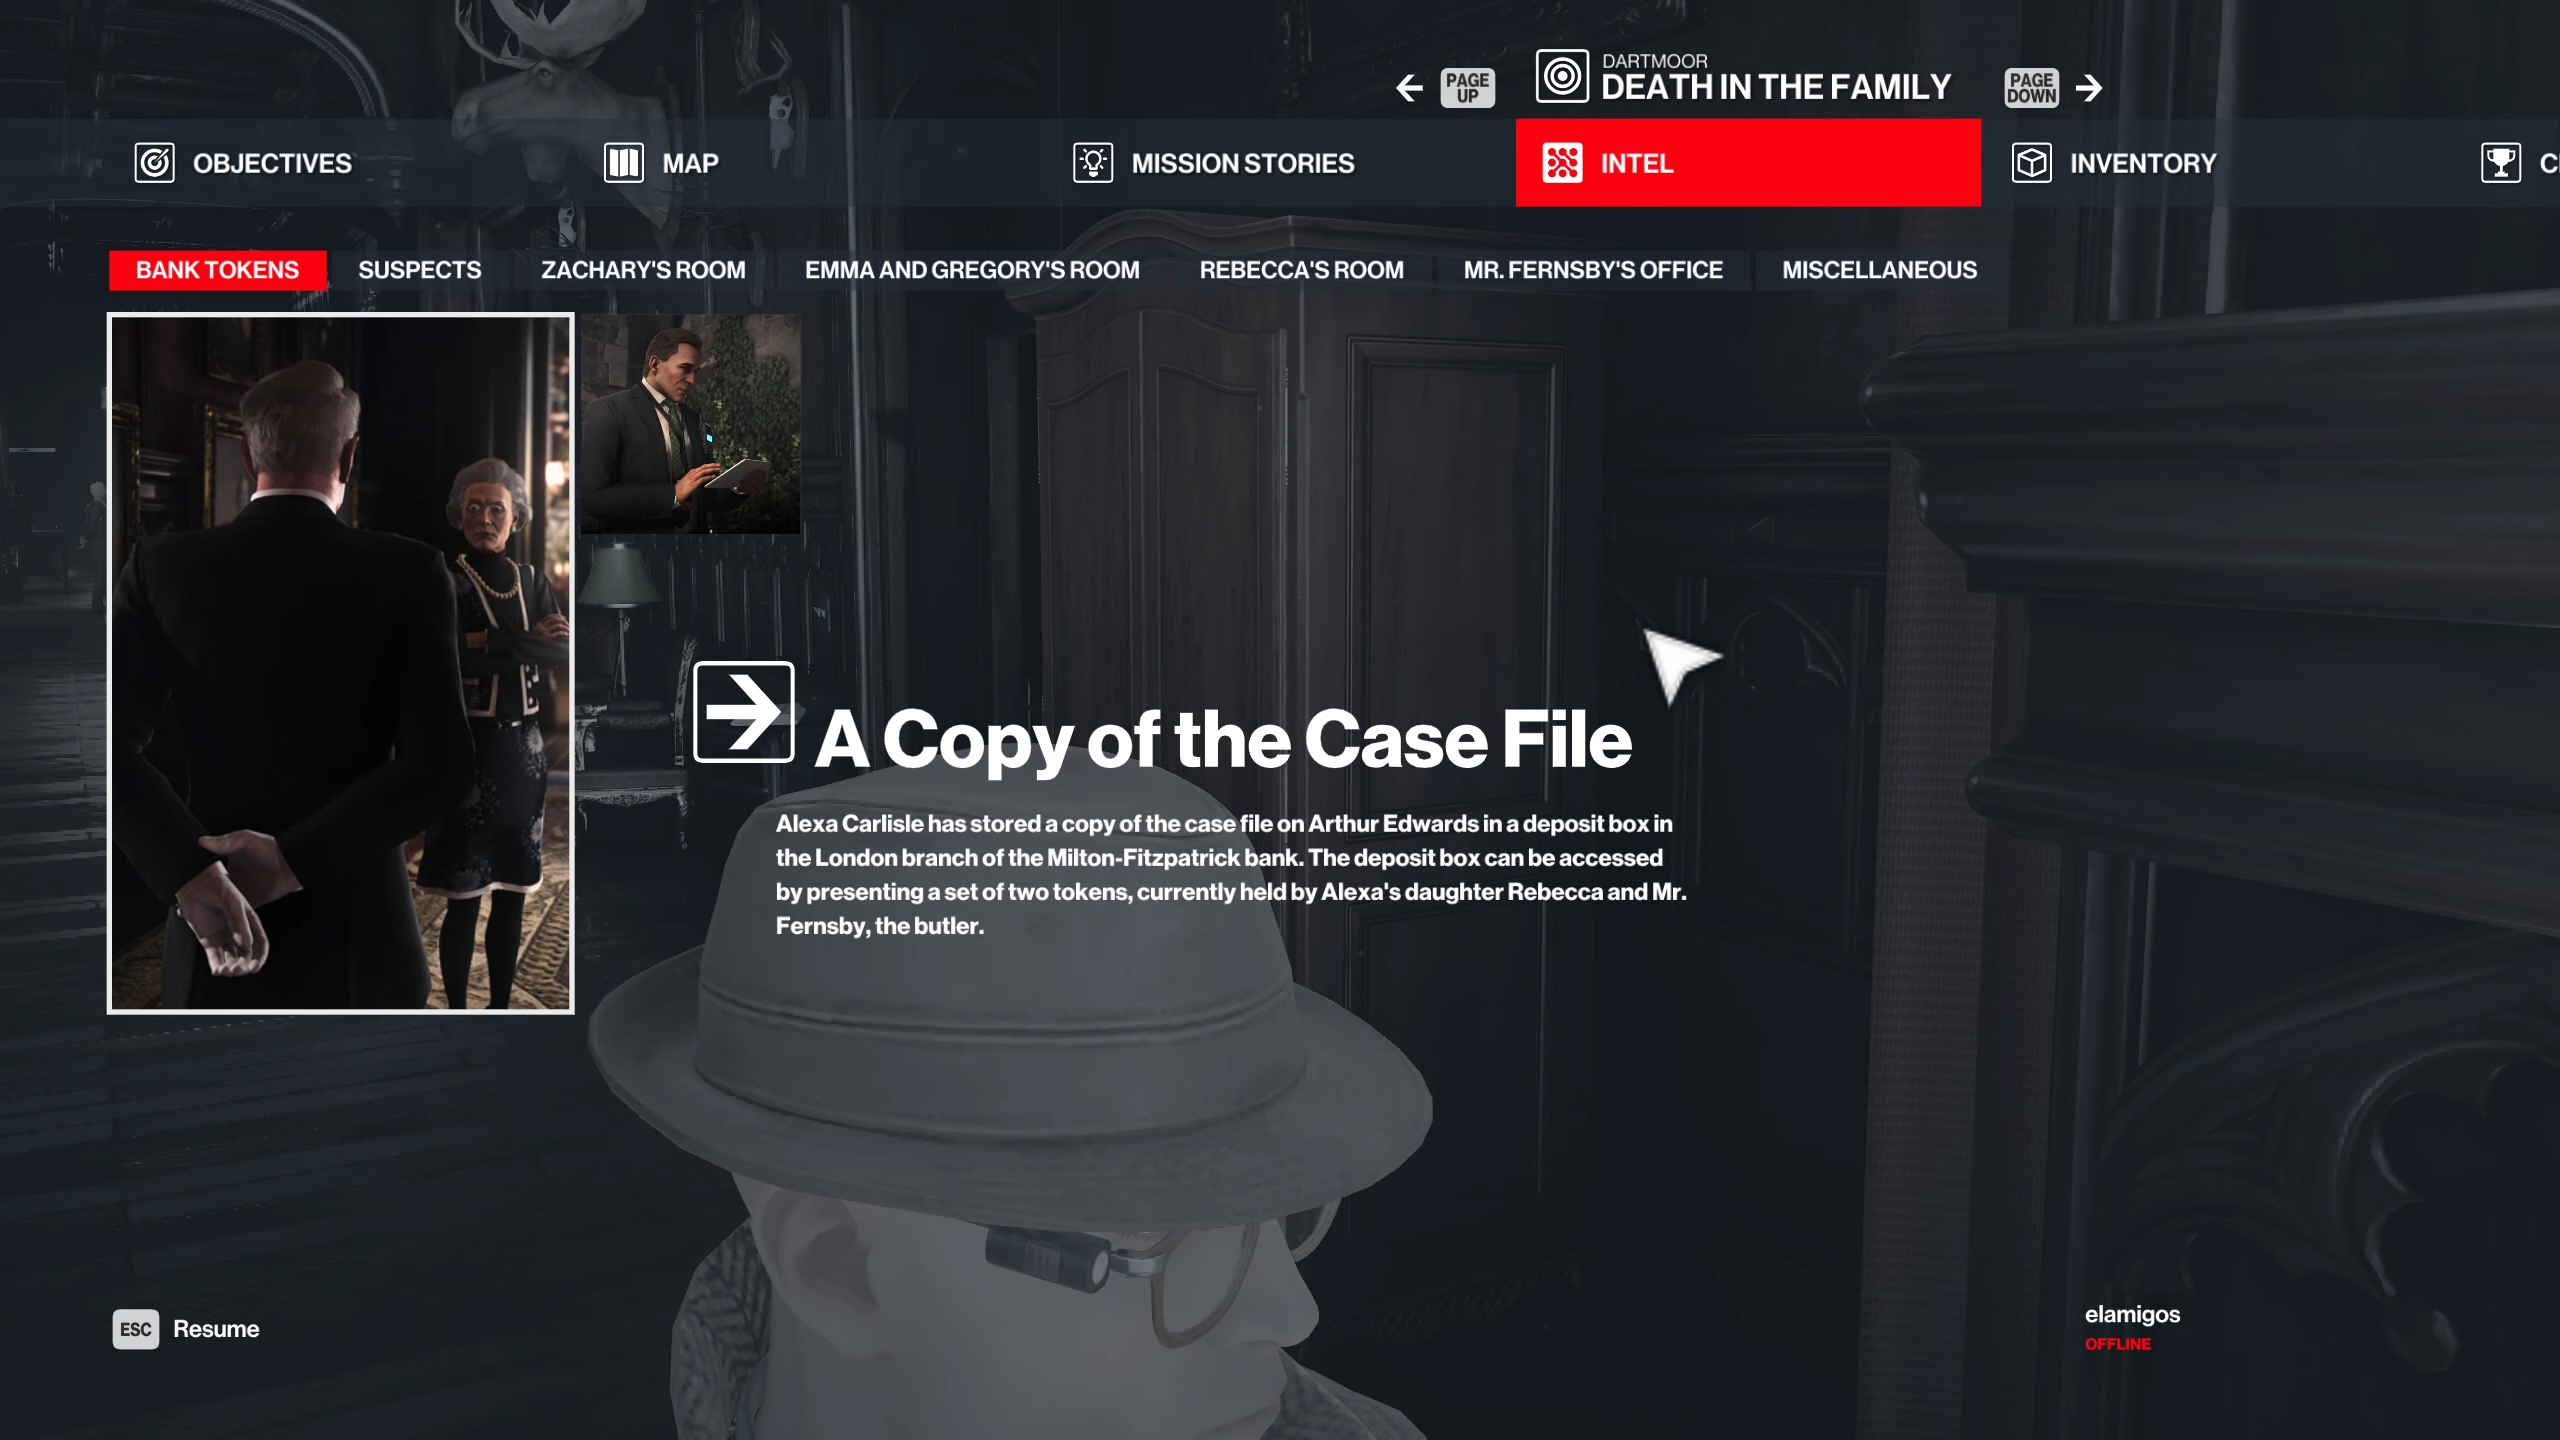 DARTMOOR
PAGE UP
DEATH IN THE FAMILY
PAGE DOWN
OBJECTIVES
MAP
MISSION STORIES
INTEL
INVENTORY
BANK TOKENS
SUSPECTS
ZACHARY'S ROOM
EMMA AND GREGORY'S ROOM
REBECCA'S ROOM
MR. FERNSBY'S OFFICE
MISCELLANEOUS
A Copy of the Case File
Alexa Carlisle has stored a copy of the case file on Arthur Edwards in a deposit box in
the London branch of the Milton-Fitzpatrick bank. The deposit box can be accessed
by presenting a set of two tokens, currently held by Alexa's daughter Rebecca and Mr.
Fernsby, the butler.
ESC Resume
elamigos
OFFLINE